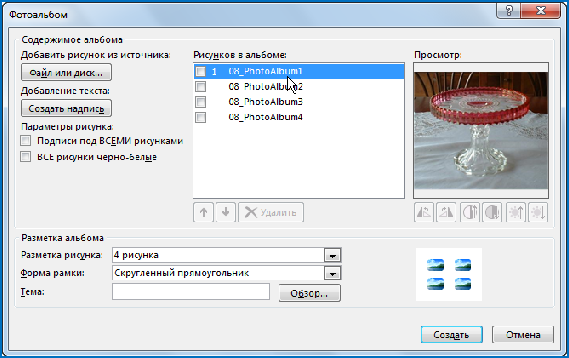 Фотоальбом
Содержимое альбома
Добавить рисунок из источника:
Файл или диск...
Добавление текста:
Создать надпись
Параметры рисунка:
Подписи под ВСЕМИ рисунками
ВСЕ рисунки черно-белые
Рисунков в альбоме:
1 08_PhotoAlbum1
08_PhotoAlbum2
08_PhotoAlbum3
08_PhotoAlbum4
Удалить
Просмотр:
Разметка альбома
Разметка рисунка: 4 рисунка
Форма рамки: Скругленный прямоугольник
Тема: Обзор...
Создать Отмена